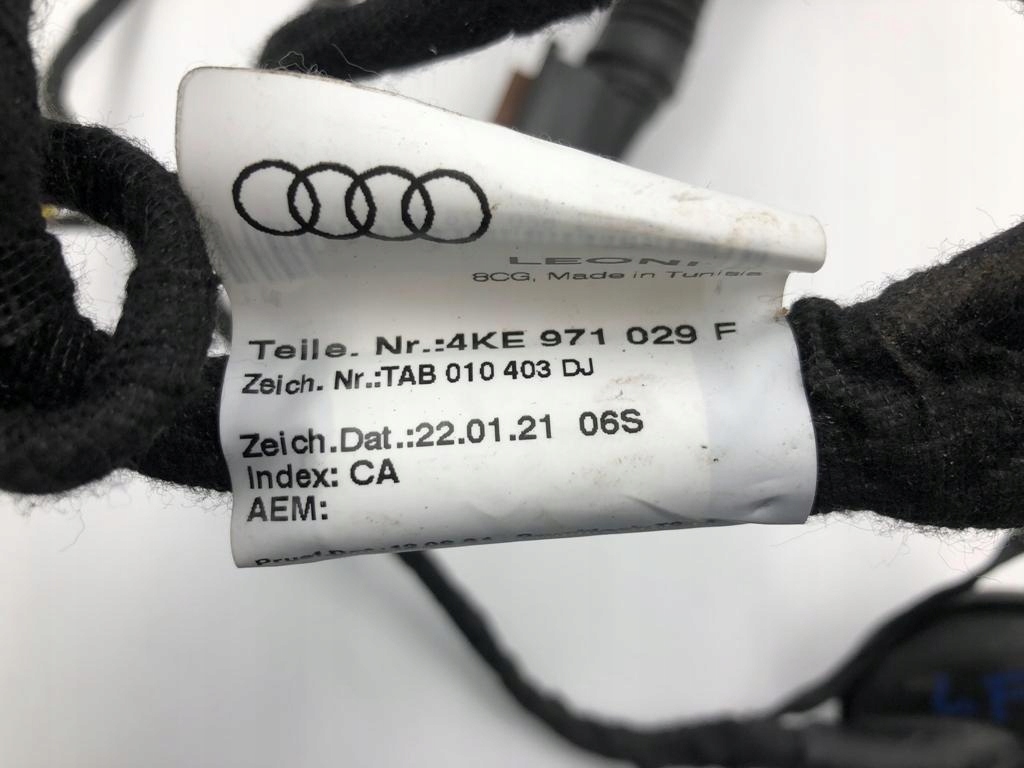 LEONI
8CG, Made in Tunisia
Teile. Nr.:4KE 971 029 F
Zeich. Nr.:TAB 010 403 DJ
Zeich.Dat.:22.01.21 06S
Index: CA
AEM: